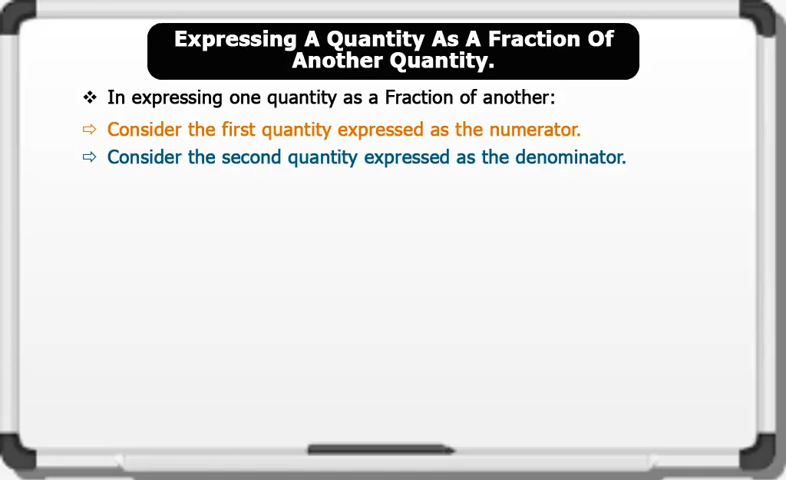 Expressing A Quantity As A Fraction Of
Another Quantity.
❖ In expressing one quantity as a Fraction of another:
⇨ Consider the first quantity expressed as the numerator.
⇨ Consider the second quantity expressed as the denominator.